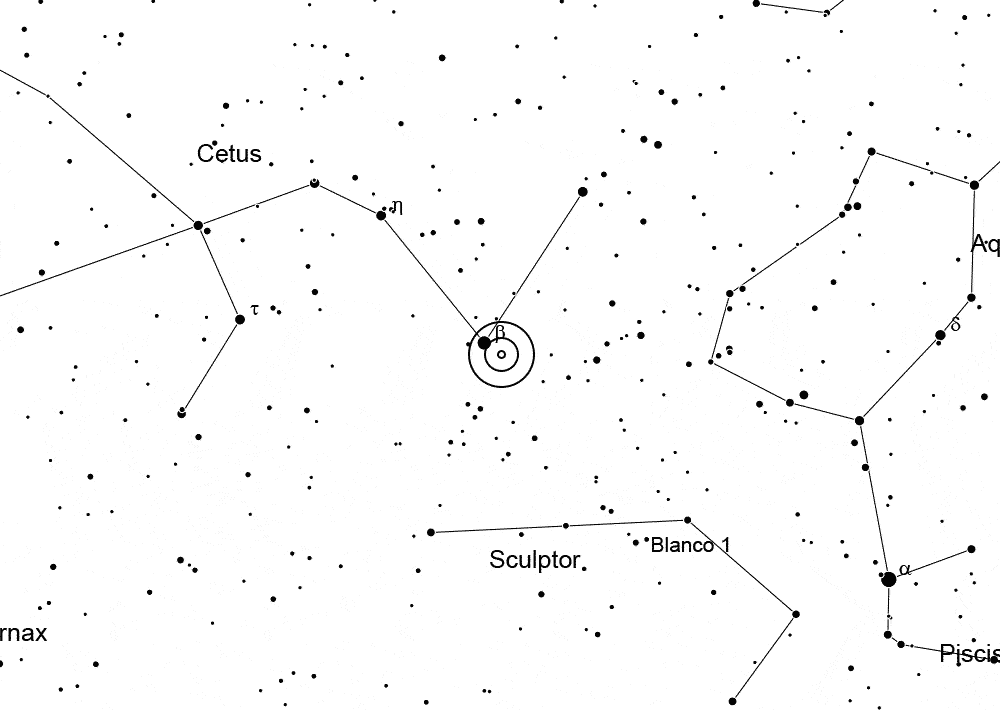 Cetus
η
Aq
τ
δ
β
Blanco 1
Sculptor
α
rnax
Piscis